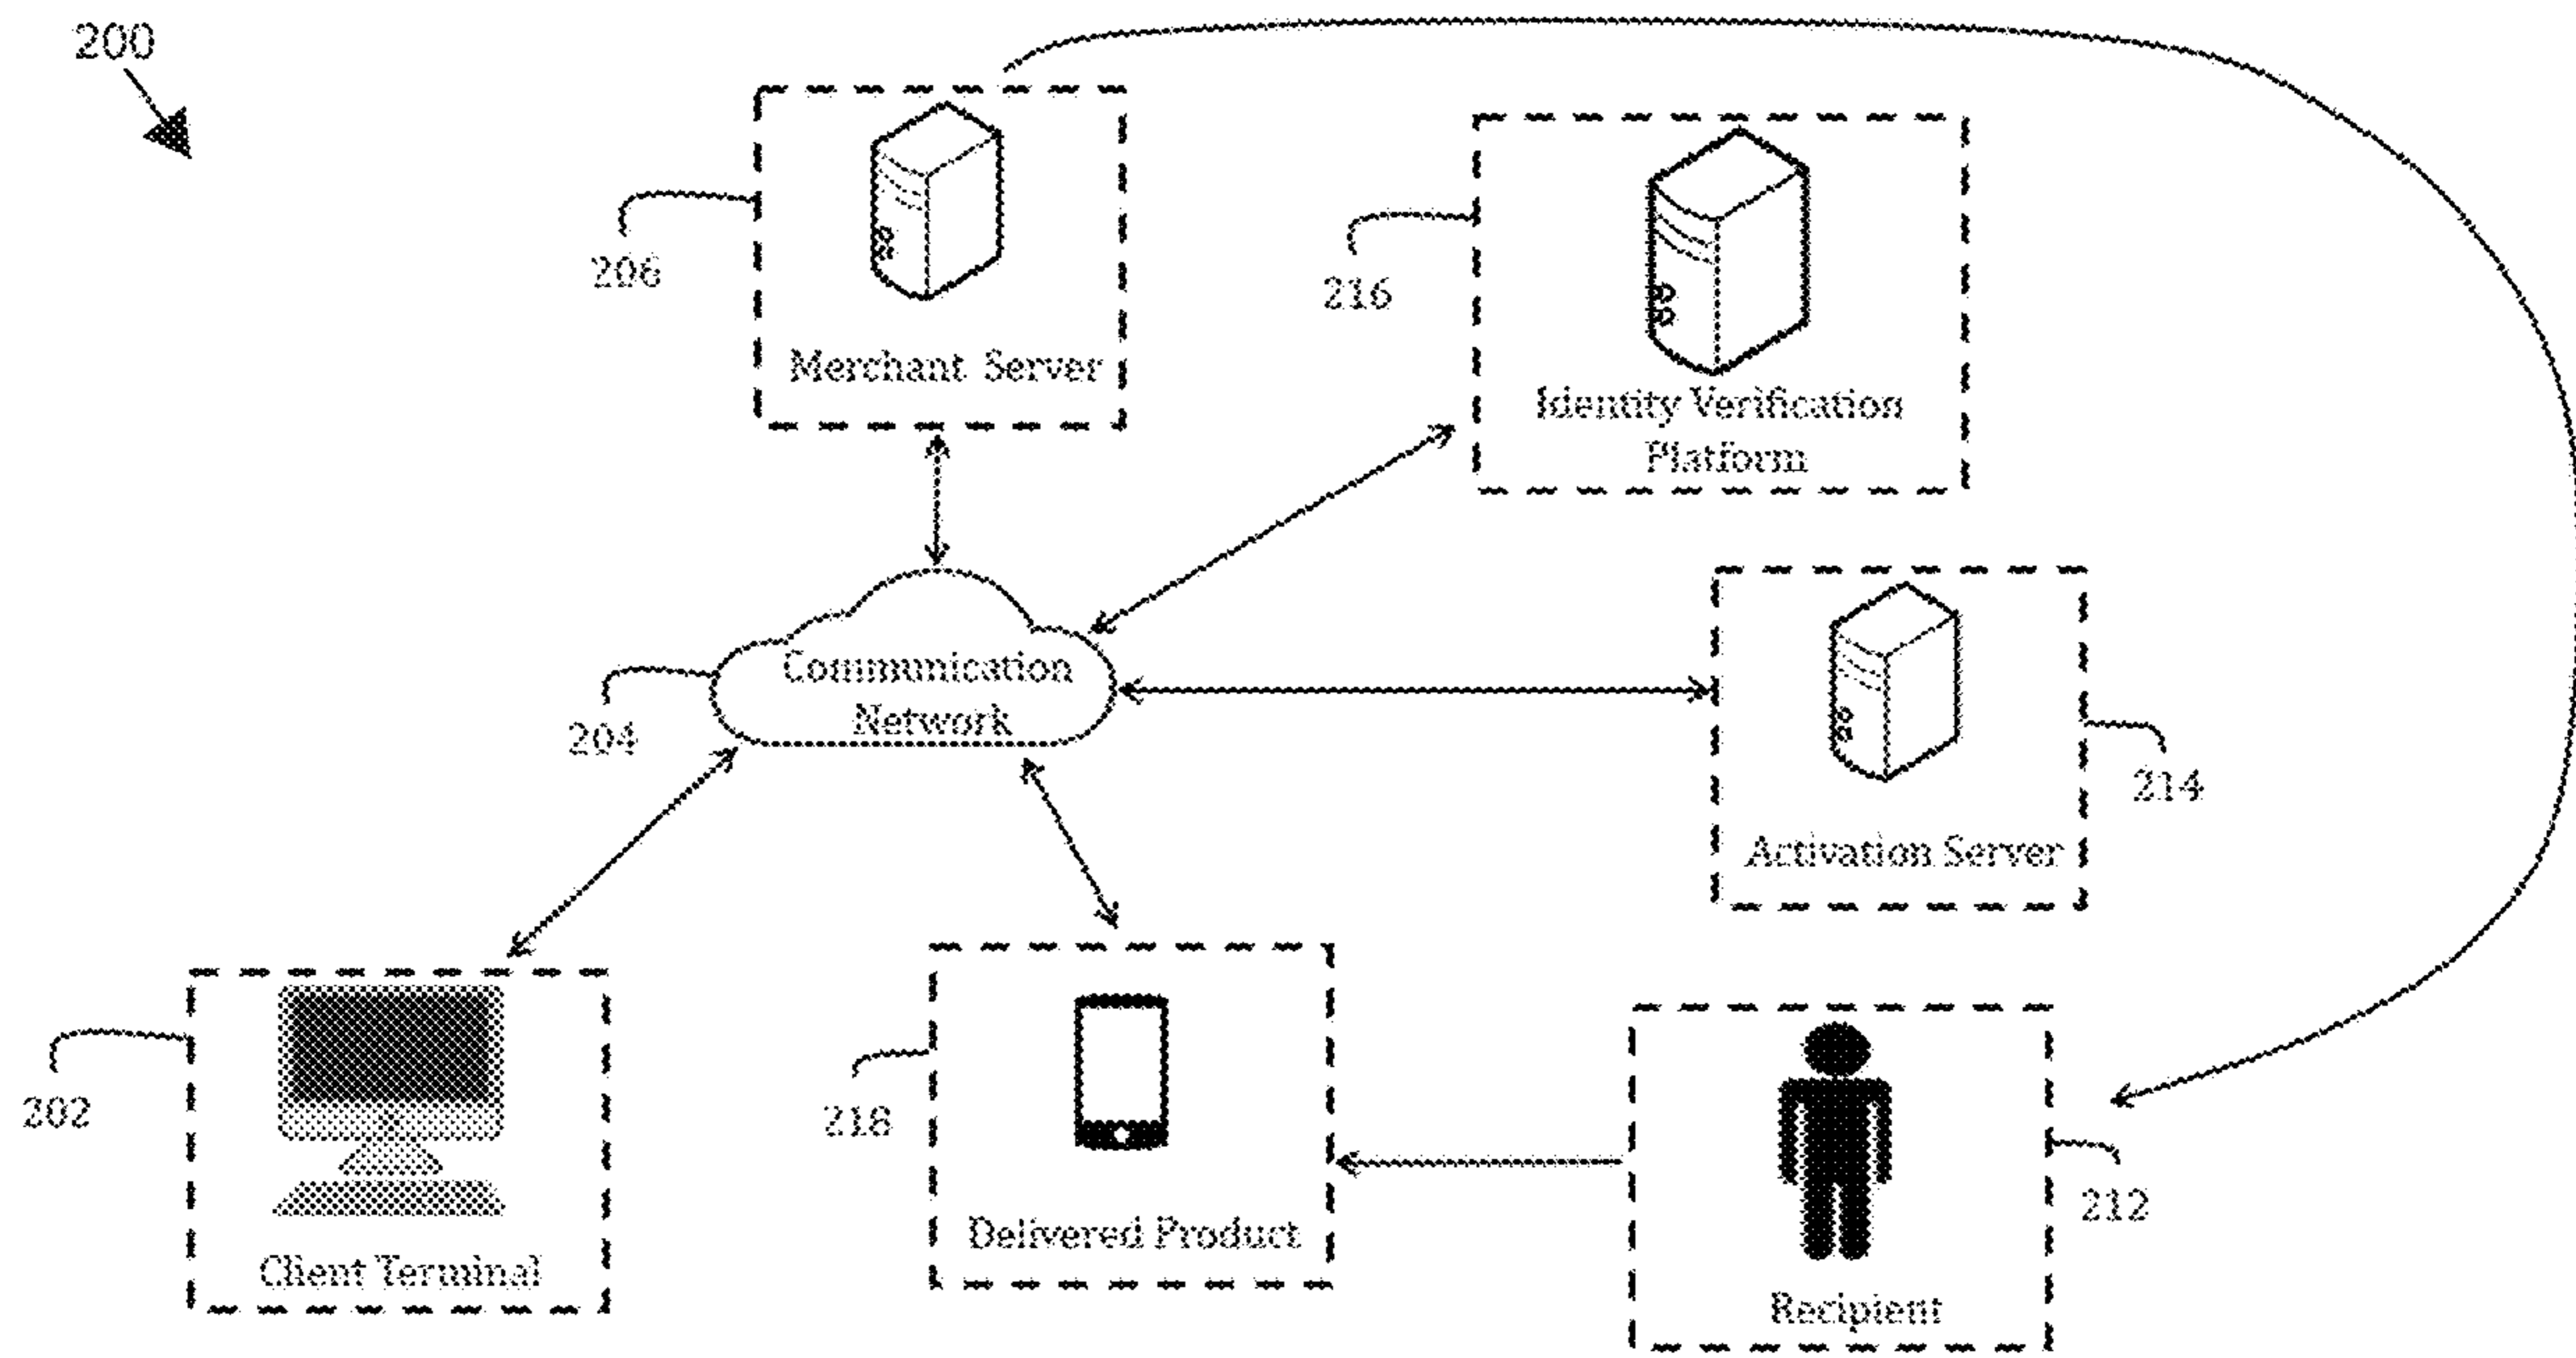 200
206
Merchant Server
216
Identity Verification
Platform
204
Communication
Network
214
Activation Server
202
Client Terminal
218
Delivered Product
212
Recipient